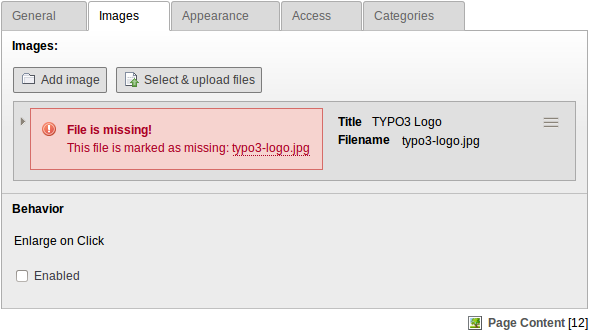 General Images Appearance Access Categories
Images:
Add image Select & upload files
File is missing!
This file is marked as missing: typo3-logo.jpg
Title TYPO3 Logo
Filename typo3-logo.jpg
Behavior
Enlarge on Click
Enabled
Page Content [12]